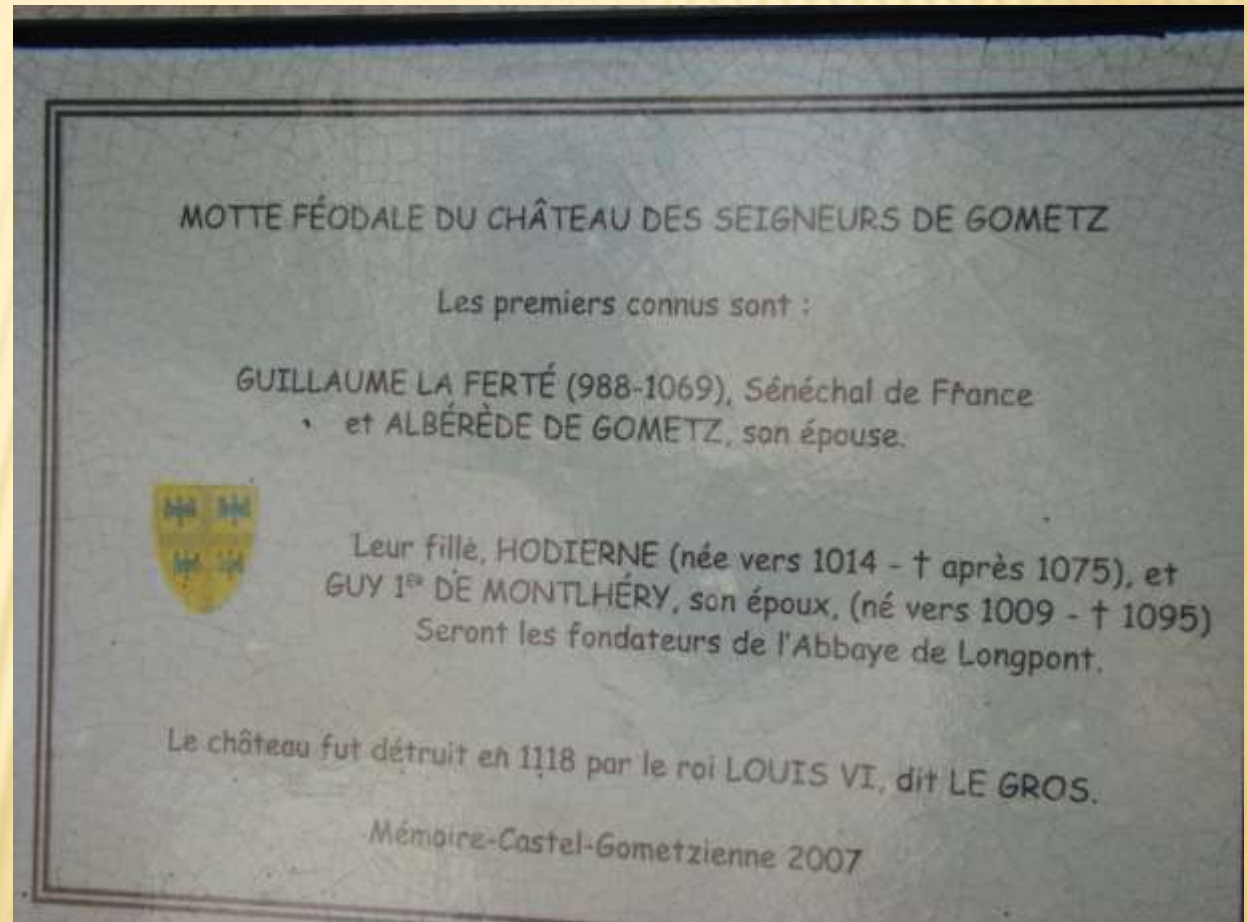 MOTTE FÉODALE DU CHÂTEAU DES SEIGNEURS DE GOMETZ
Les premiers connus sont :
GUILLAUME LA FERTÉ (988-1069), Sénéchal de France
et ALBÉRÈDE DE GOMETZ, son épouse.
Leur fille, HODIERNE (née vers 1014 - † après 1075), et
GUY 1er DE MONTLHÉRY, son époux, (né vers 1009 - † 1095)
Seront les fondateurs de l'Abbaye de Longpont.
Le château fut détruit en 1118 par le roi LOUIS VI, dit LE GROS.
Mémoire-Castel-Gometzienne 2007